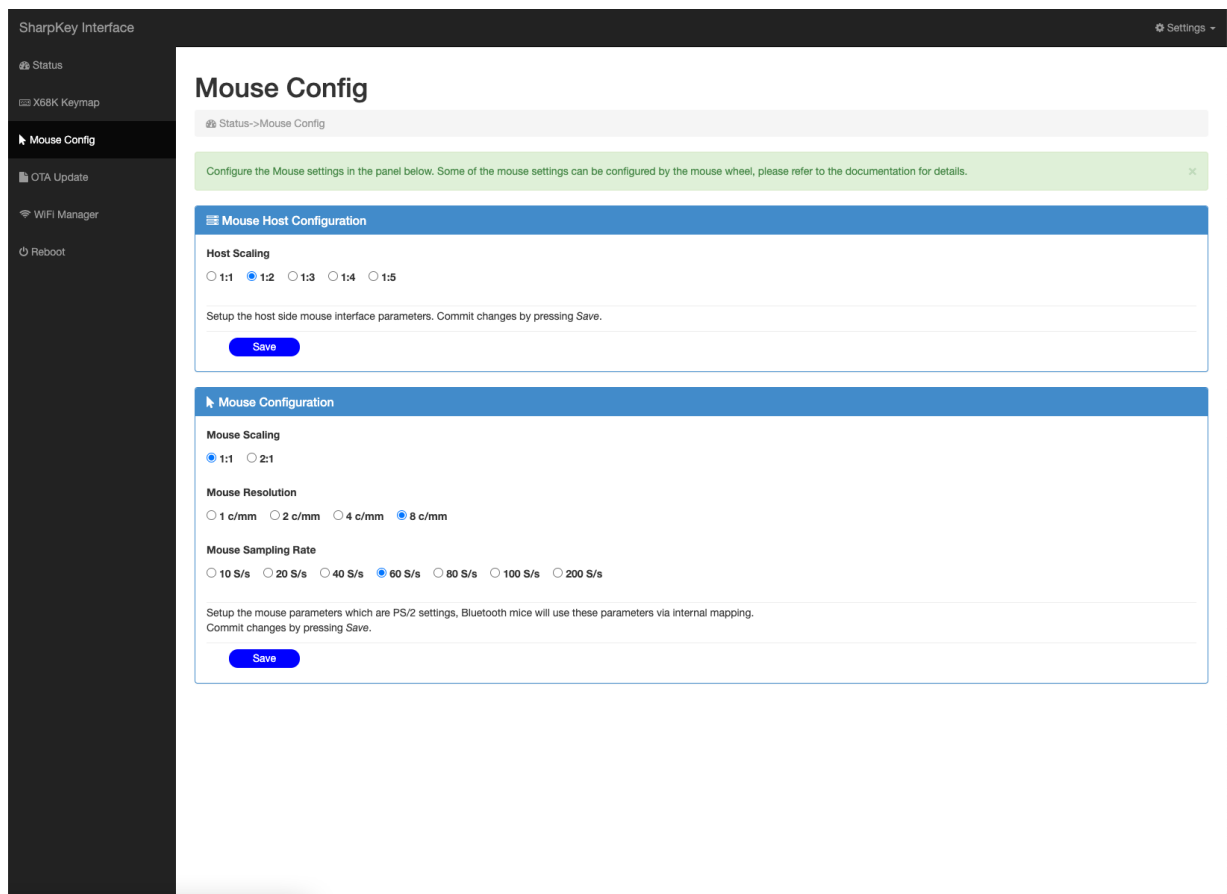 SharpKey Interface
Settings
Status
X68K Keymap
Mouse Config
OTA Update
WiFi Manager
Reboot
Mouse Config
Status->Mouse Config
Configure the Mouse settings in the panel below. Some of the mouse settings can be configured by the mouse wheel, please refer to the documentation for details. ×
Mouse Host Configuration
Host Scaling
1:1 1:2 1:3 1:4 1:5
Setup the host side mouse interface parameters. Commit changes by pressing Save.
Save
Mouse Configuration
Mouse Scaling
1:1 2:1
Mouse Resolution
1 c/mm 2 c/mm 4 c/mm 8 c/mm
Mouse Sampling Rate
10 S/s 20 S/s 40 S/s 60 S/s 80 S/s 100 S/s 200 S/s
Setup the mouse parameters which are PS/2 settings, Bluetooth mice will use these parameters via internal mapping.
Commit changes by pressing Save.
Save